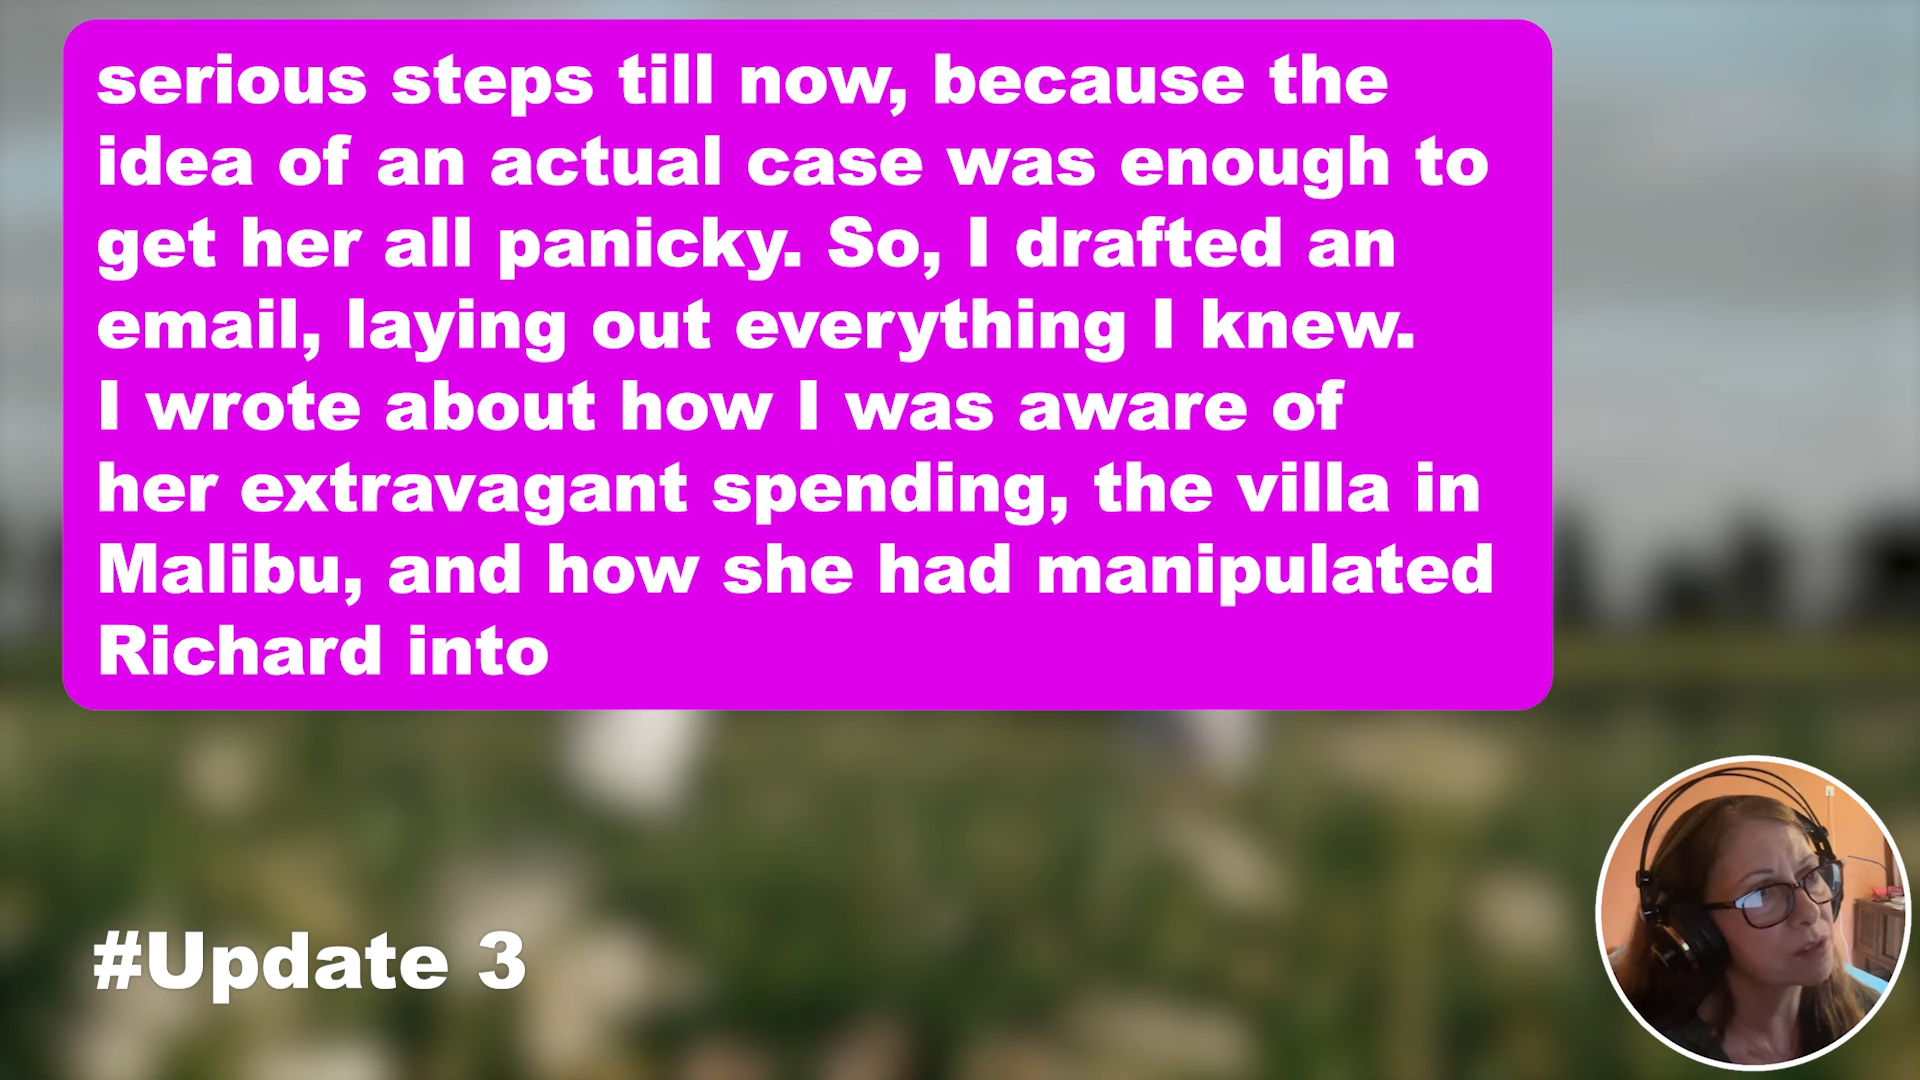 serious steps till now, because the
idea of an actual case was enough to
get her all panicky. So, I drafted an
email, laying out everything I knew.
I wrote about how I was aware of
her extravagant spending, the villa in
Malibu, and how she had manipulated
Richard into
#Update 3